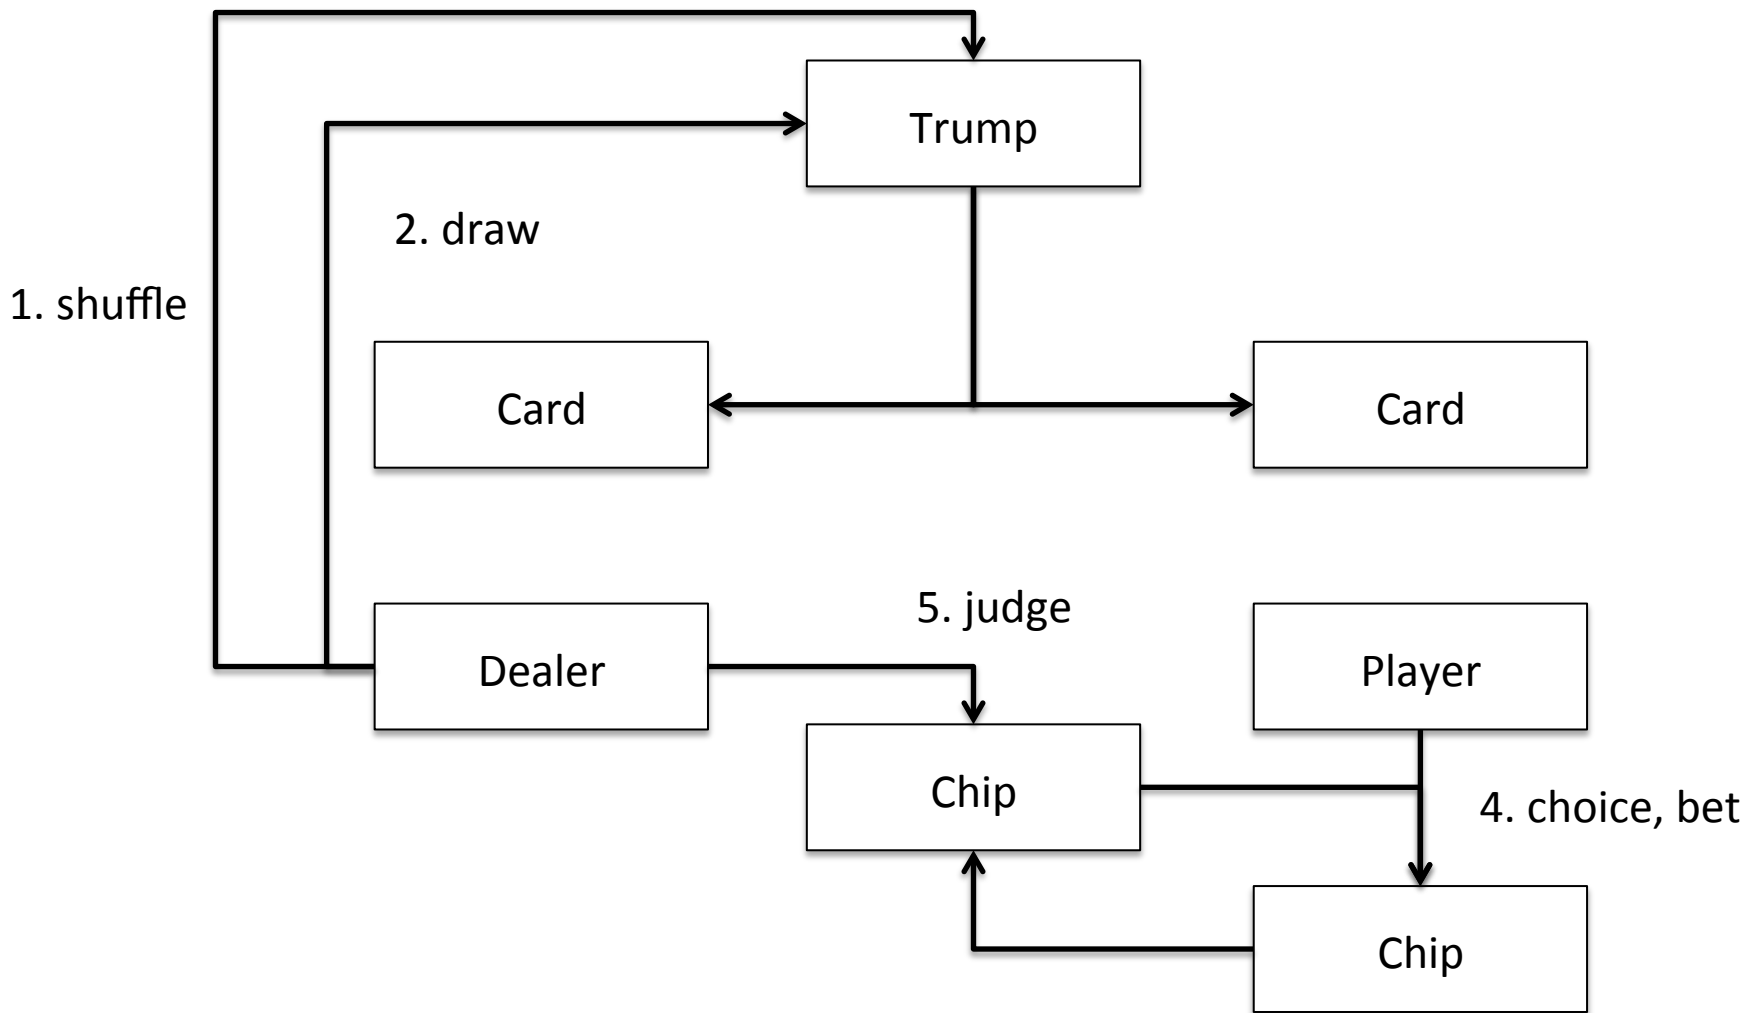 Trump
2. draw
1. shuffle
Card
Card
5. judge
Dealer
Player
Chip
4. choice, bet
Chip